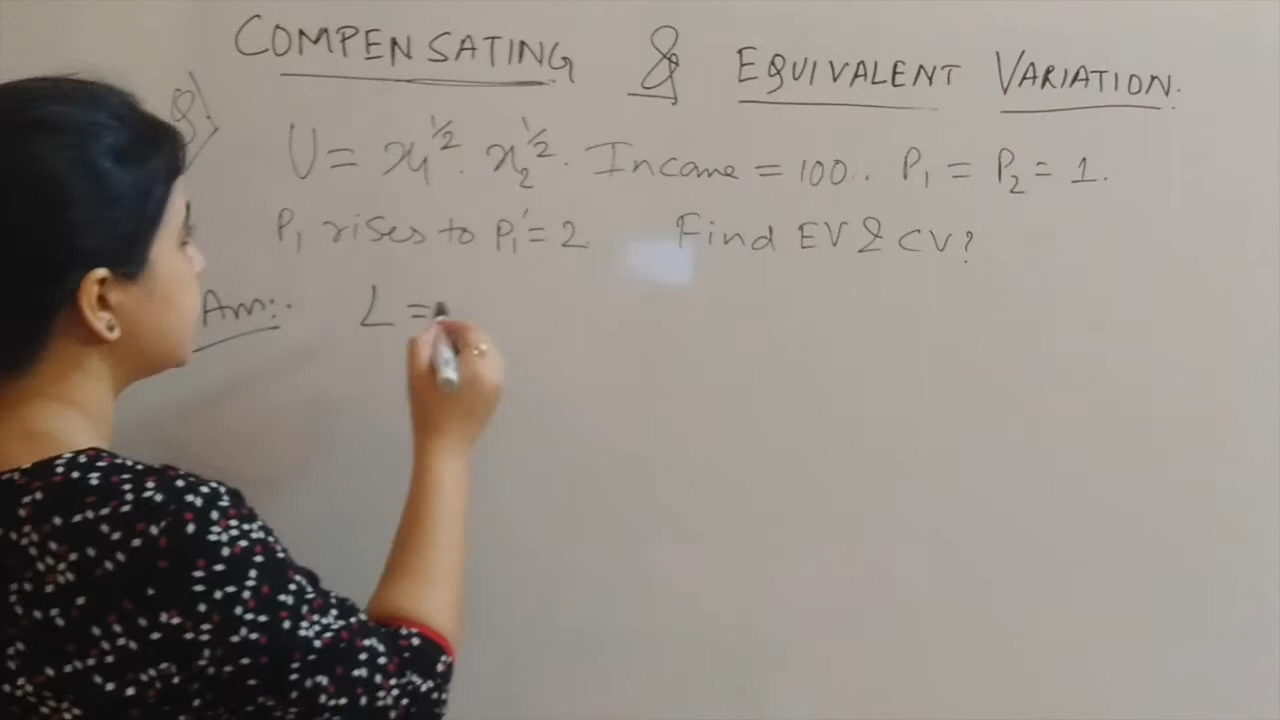 COMPENSATING & EQUIVALENT VARIATION.
Q)
U = x₁^1/2 . x₂^1/2 . Income = 100 . P₁ = P₂ = 1.
P₁ rises to P₁' = 2 Find EV & CV?
Ans:. L =